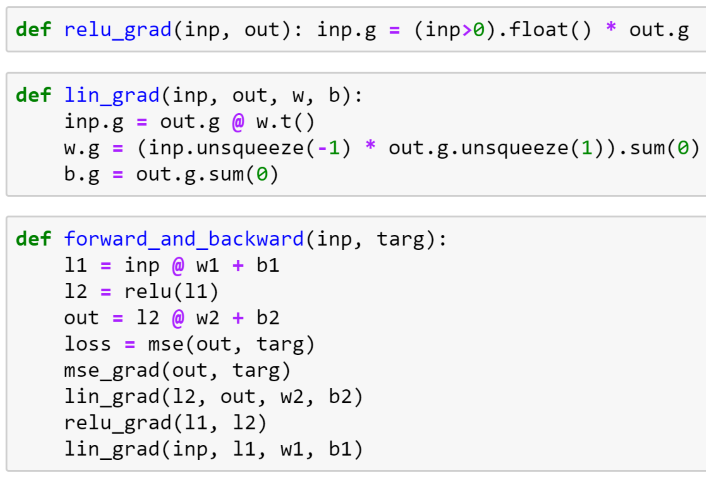 def relu_grad(inp, out): inp.g = (inp>0).float() * out.g
def lin_grad(inp, out, w, b):
    inp.g = out.g @ w.t()
    w.g = (inp.unsqueeze(-1) * out.g.unsqueeze(1)).sum(0)
    b.g = out.g.sum(0)
def forward_and_backward(inp, targ):
    l1 = inp @ w1 + b1
    l2 = relu(l1)
    out = l2 @ w2 + b2
    loss = mse(out, targ)
    mse_grad(out, targ)
    lin_grad(l2, out, w2, b2)
    relu_grad(l1, l2)
    lin_grad(inp, l1, w1, b1)